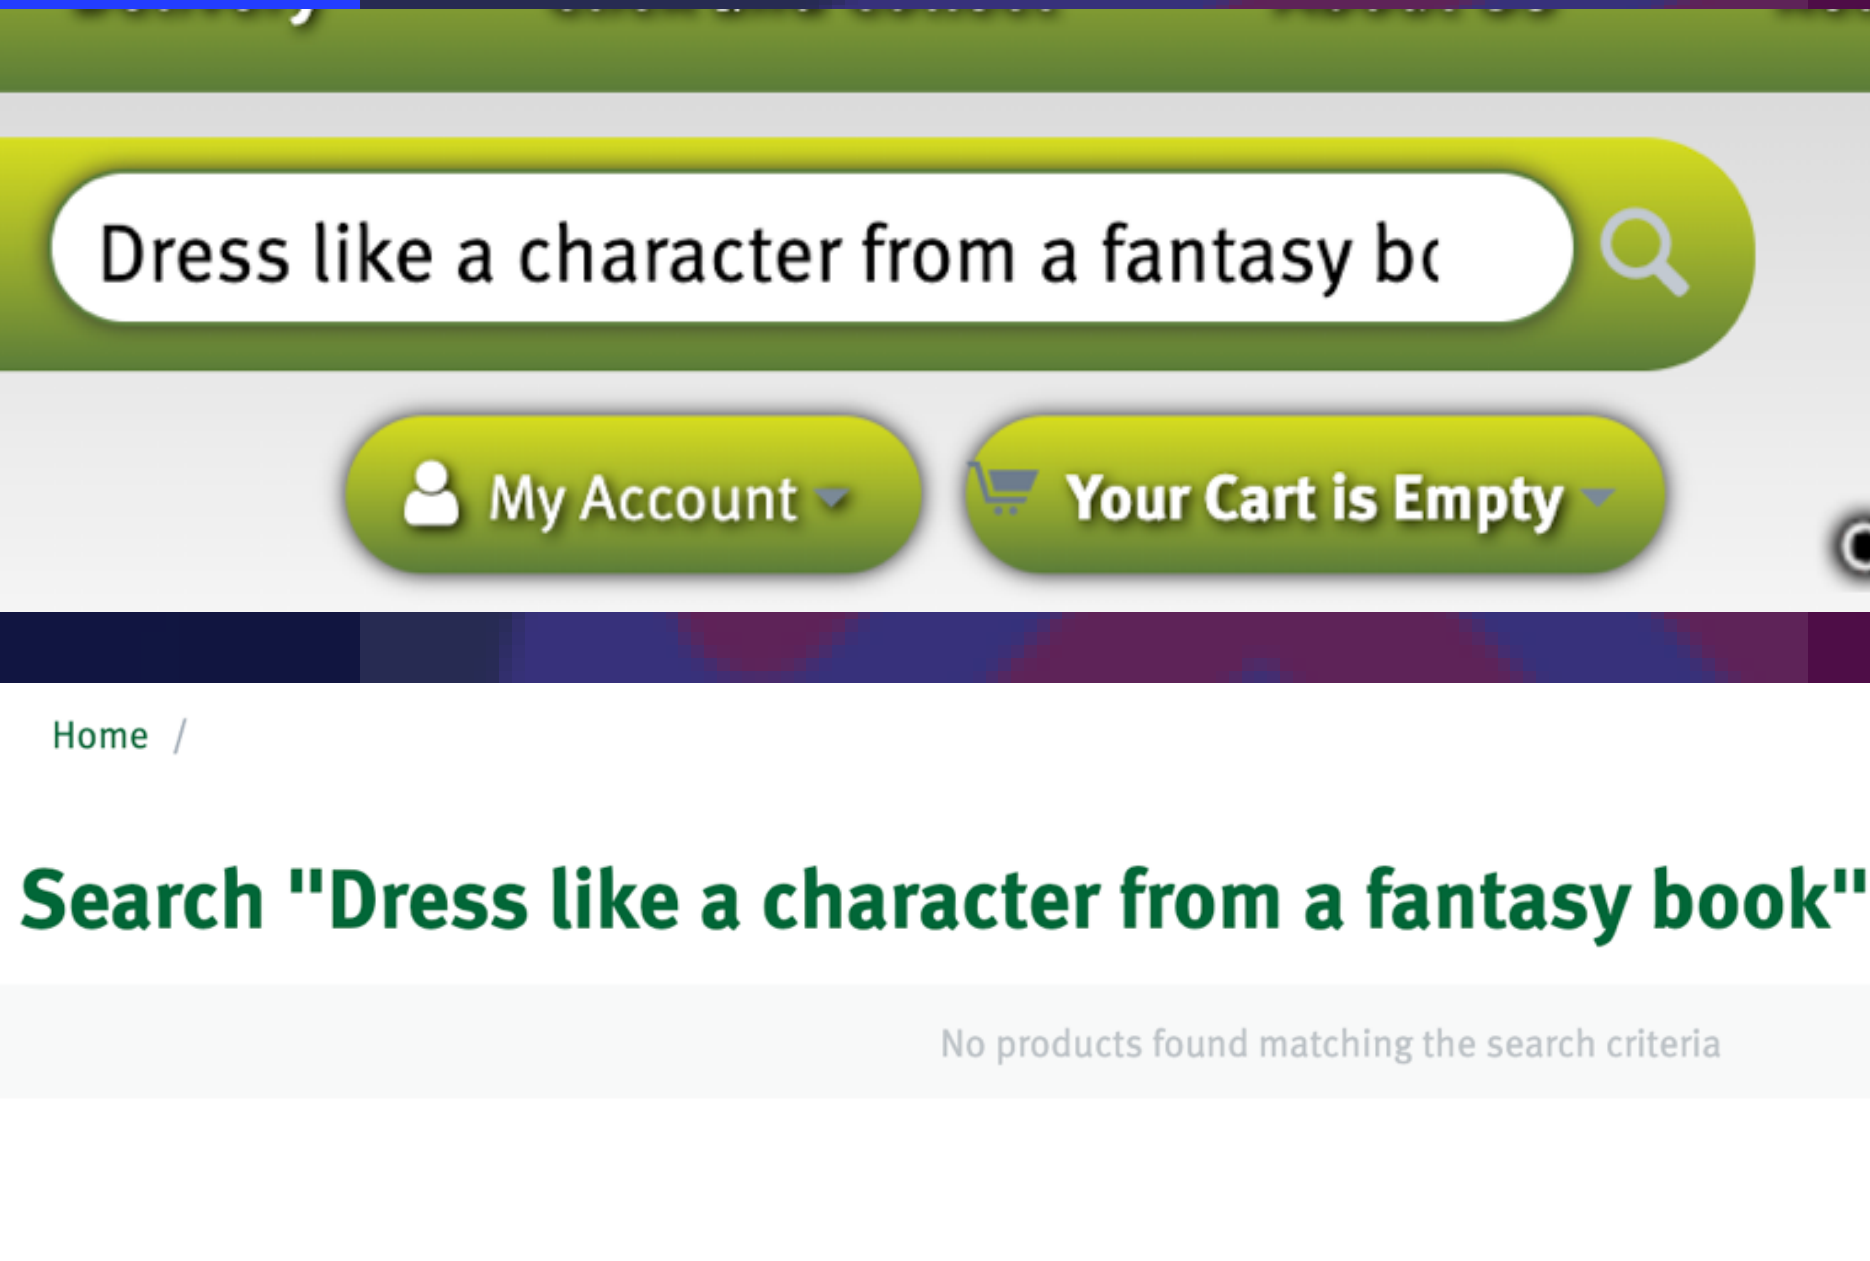 Dress like a character from a fantasy
My Account
Your Cart is Empty
Home /
Search "Dress like a character from a fantasy book"
No products found matching the search criteria